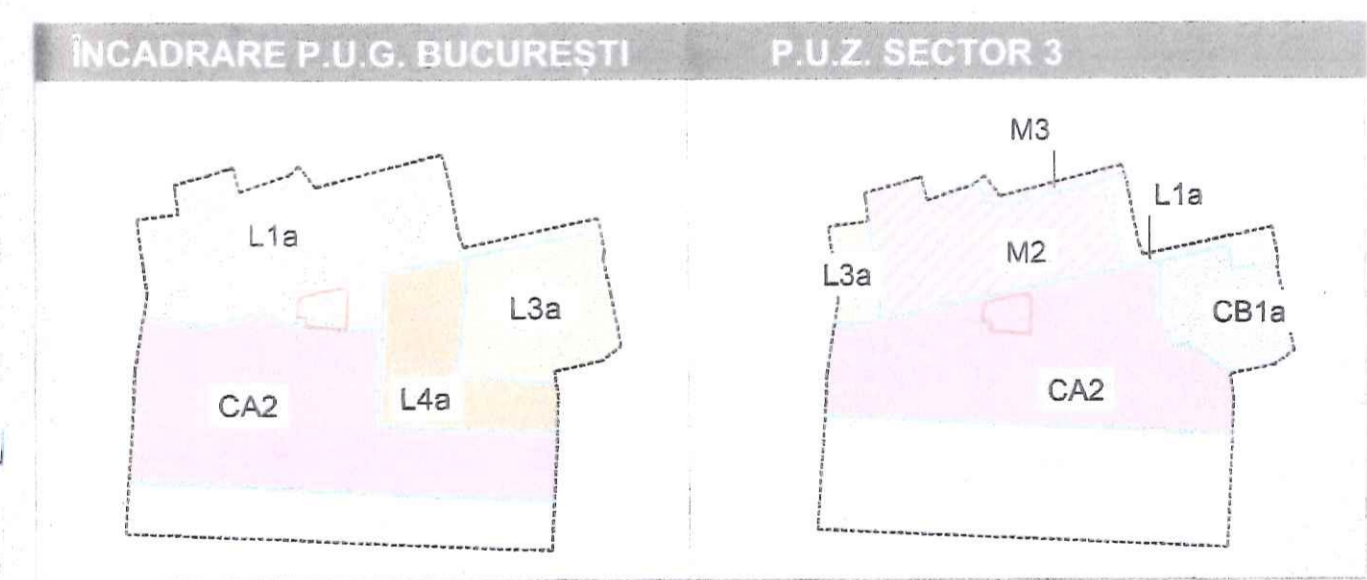 ÎNCADRARE P.U.G. BUCUREȘTI
L1a
L3a
CA2
L4a
P.U.Z. SECTOR 3
M3
L1a
M2
L3a
CB1a
CA2